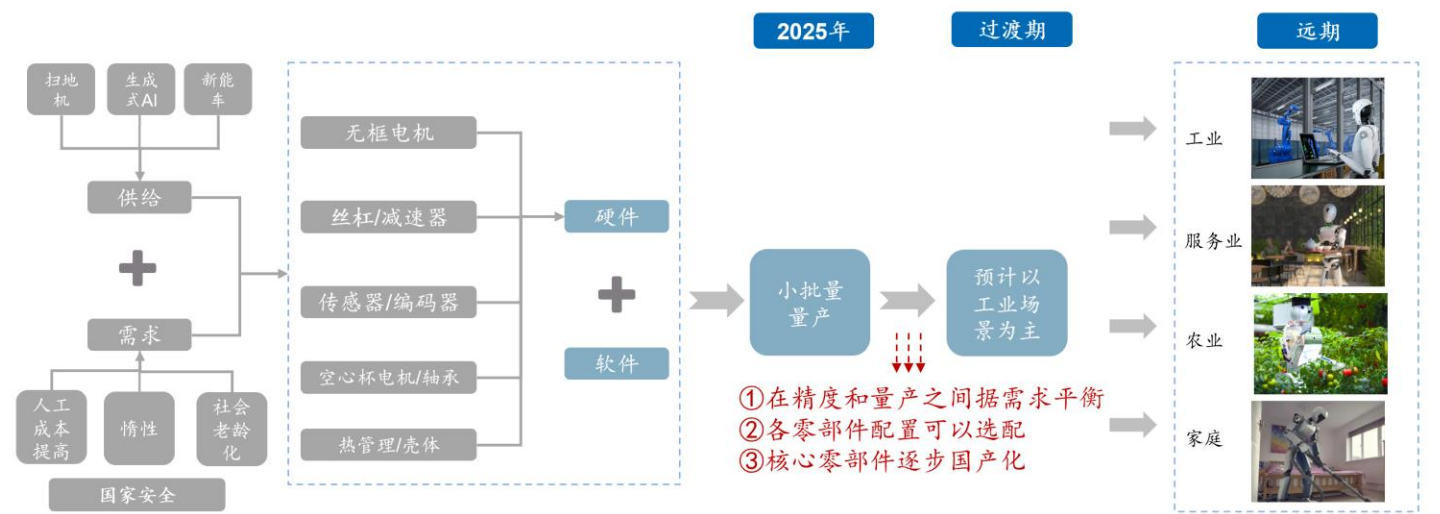 2025年
过渡期
远期
扫地
机
生成
式AI
新能
车
供给
需求
人工
成本
提高
惰性
社会
老龄
化
国家安全
无框电机
丝杠/减速器
传感器/编码器
空心杯电机/轴承
热管理/壳体
硬件
软件
小批量
量产
预计以
工业场
景为主
①在精度和量产之间据需求平衡
②各零部件配置可以选配
③核心零部件逐步国产化
工业
服务业
农业
家庭